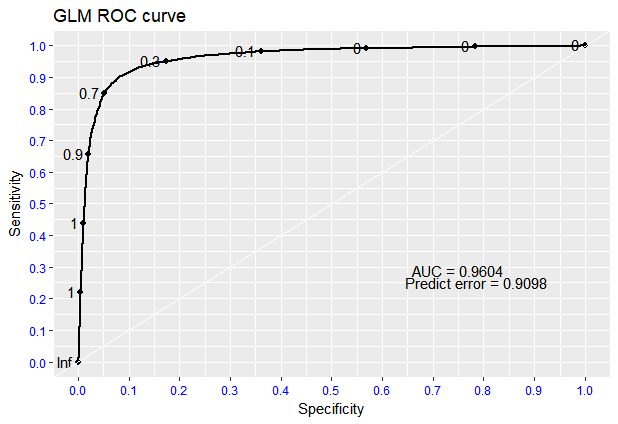 GLM ROC curve
Sensitivity
1.0
0.9
0.8
0.7
0.6
0.5
0.4
0.3
0.2
0.1
0.0
Inf
1
1
0.9
0.7
0.3
0.1
0
0
0
AUC = 0.9604
Predict error = 0.9098
0.0 0.1 0.2 0.3 0.4 0.5 0.6 0.7 0.8 0.9 1.0
Specificity